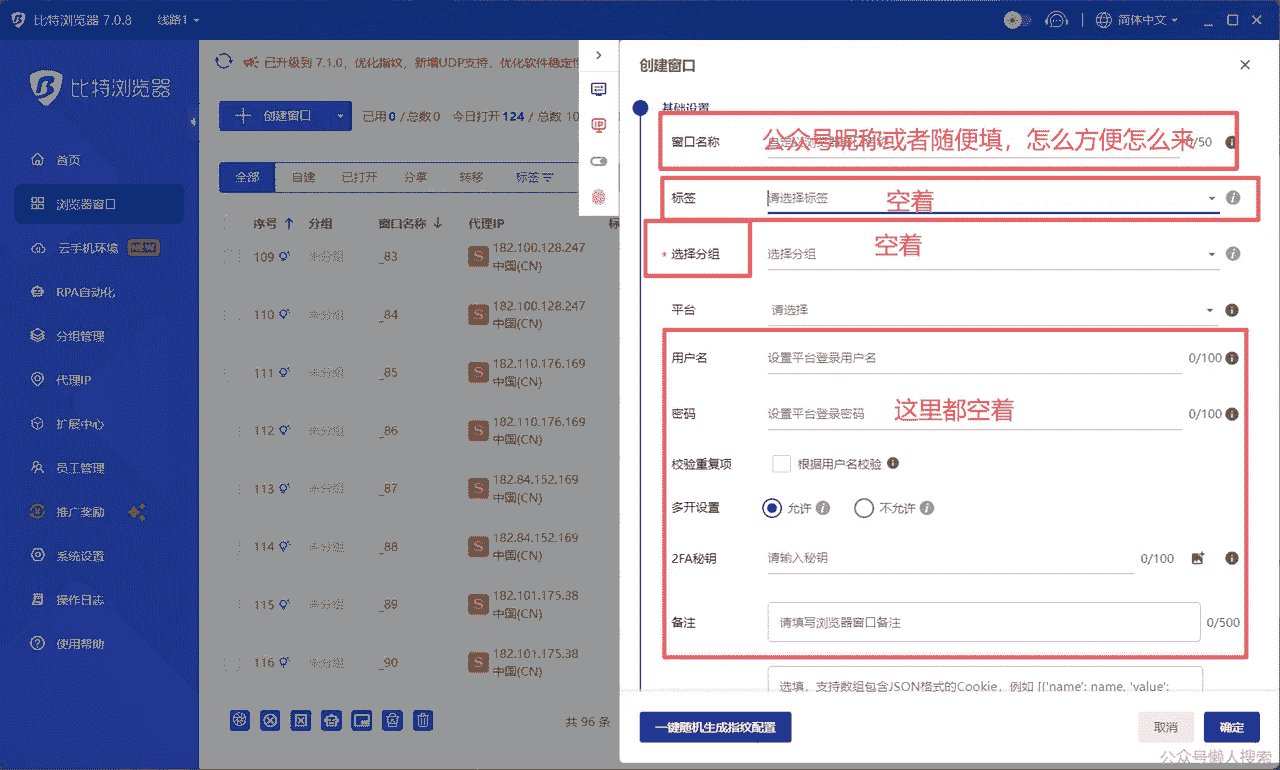 比特浏览器 7.0.8 线路1
简体中文
比特浏览器
首页
浏览器窗口
云手机环境 NEW
RPA自动化
分组管理
代理IP
扩展中心
员工管理
推广奖励
系统设置
操作日志
使用帮助
已升级到 7.1.0, 优化指纹, 新增UDP支持, 优化软件稳定性
创建窗口 已用 0 / 总数 0 今日打开 124 / 总数 10
全部 自建 已打开 分享 转移 标签
序号 分组 窗口名称 代理IP 标
109 未分组 _83 S 182.100.128.247
中国(CN)
110 未分组 _84 S 182.100.128.247
中国(CN)
111 未分组 _85 S 182.110.176.169
中国(CN)
112 未分组 _86 S 182.110.176.169
中国(CN)
113 未分组 _87 S 182.84.152.169
中国(CN)
114 未分组 _88 S 182.84.152.169
中国(CN)
115 未分组 _89 S 182.101.175.38
中国(CN)
116 未分组 _90 S 182.101.175.38
中国(CN)
共 96 条
IP
创建窗口
基础设置
窗口名称 公众号昵称或者随便填，怎么方便怎么来 /50
标签 请选择标签 空着
* 选择分组 选择分组 空着
平台 请选择
用户名 设置平台登录用户名 0/100
密码 设置平台登录密码 这里都空着 0/100
校验重复项 根据用户名校验
多开设置 允许 不允许
2FA秘钥 请输入秘钥 0/100
备注 请填写浏览器窗口备注 0/500
选填，支持数组包含JSON格式的Cookie，例如 [{'name': name, 'value':
一键随机生成指纹配置 取消 确定
公众号懒人搜索